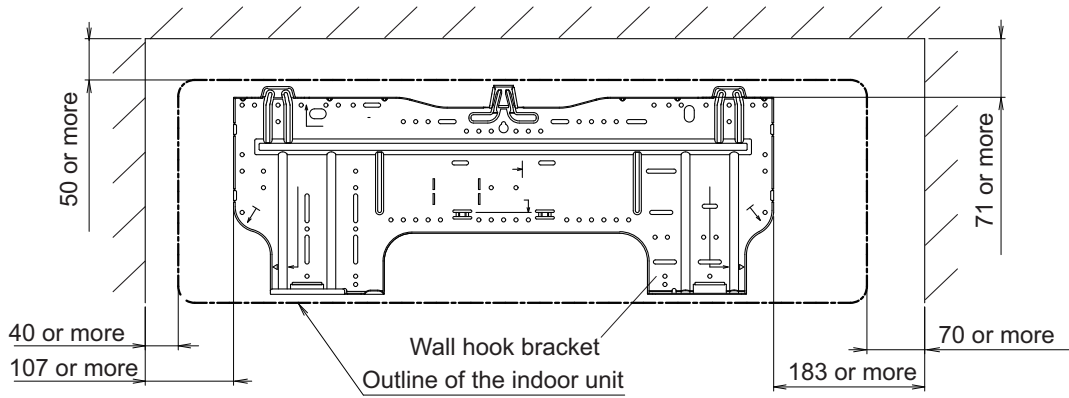 50 or more
71 or more
40 or more
107 or more
Wall hook bracket
Outline of the indoor unit
70 or more
183 or more